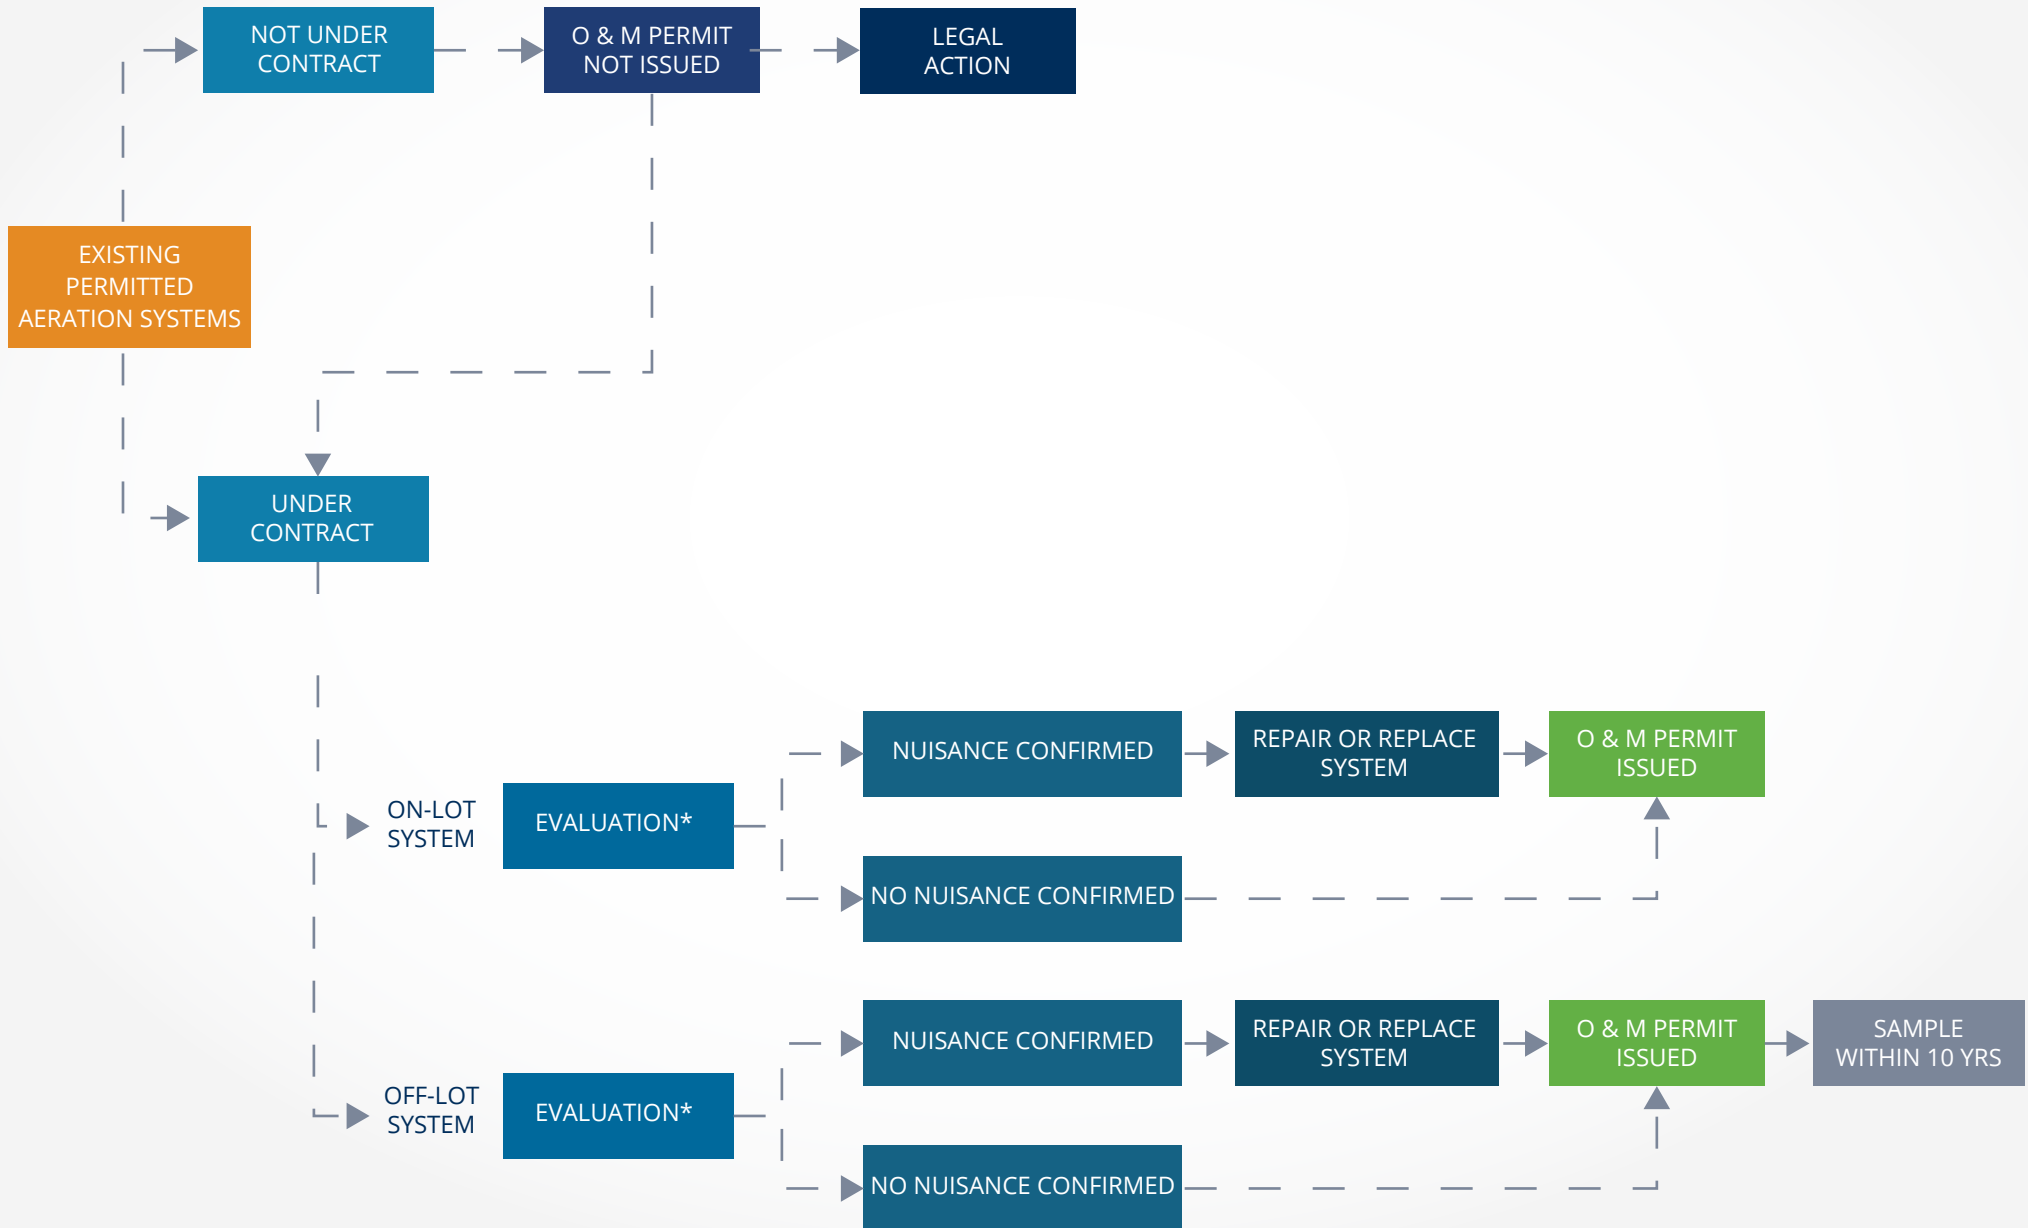 NOT UNDER
CONTRACT
O & M PERMIT
NOT ISSUED
LEGAL
ACTION
EXISTING
PERMITTED
AERATION SYSTEMS
UNDER
CONTRACT
ON-LOT
SYSTEM
EVALUATION*
NUISANCE CONFIRMED
REPAIR OR REPLACE
SYSTEM
O & M PERMIT
ISSUED
NO NUISANCE CONFIRMED
OFF-LOT
SYSTEM
EVALUATION*
NUISANCE CONFIRMED
REPAIR OR REPLACE
SYSTEM
O & M PERMIT
ISSUED
SAMPLE
WITHIN 10 YRS
NO NUISANCE CONFIRMED